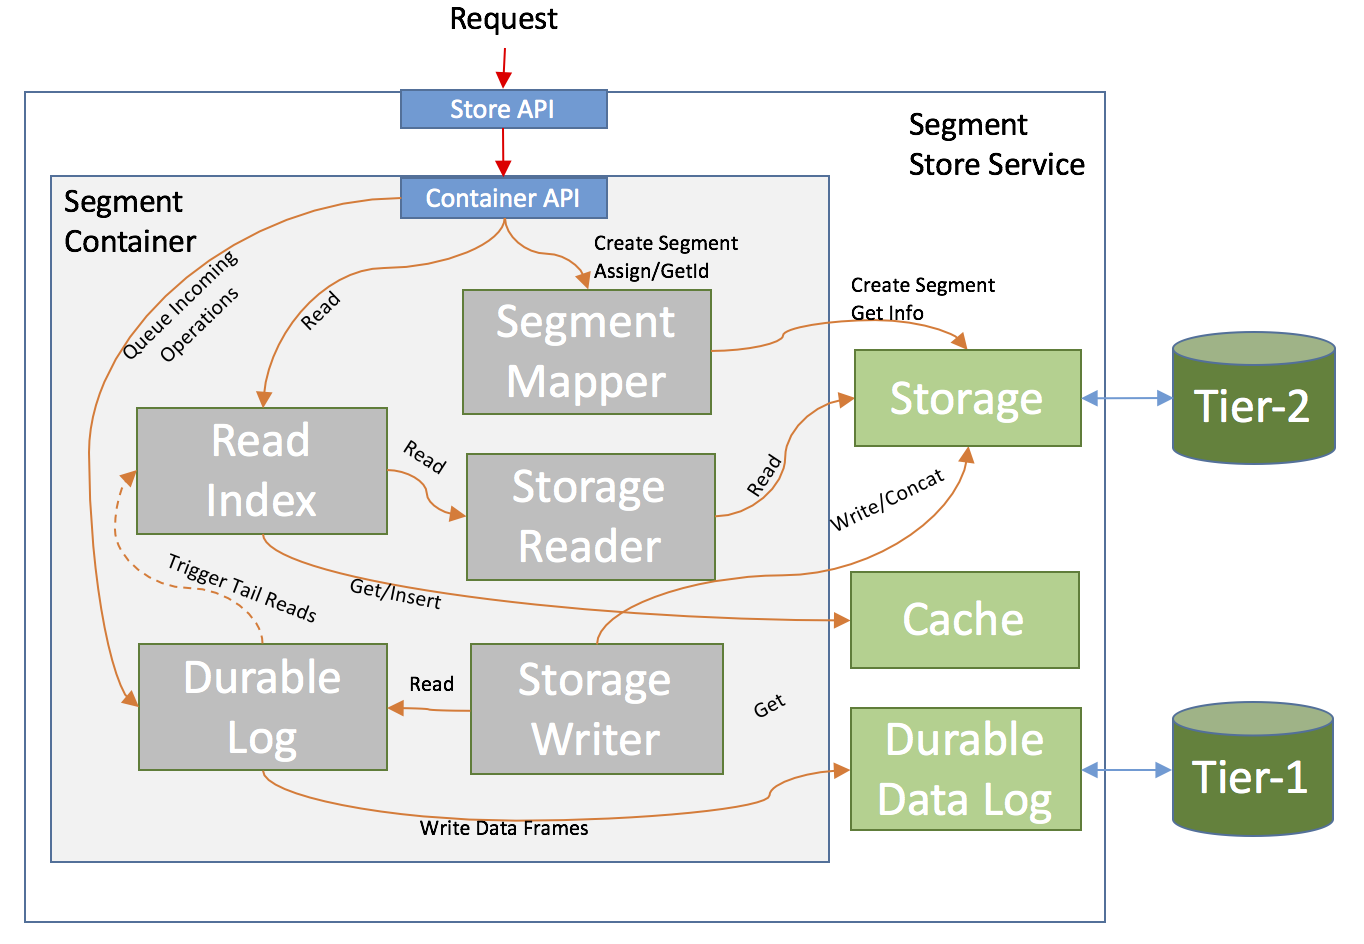 Request
Store API
Segment
Store Service
Container API
Segment
Container
Create Segment
Assign/GetId
Queue Incoming
Operations
Read
Create Segment
Get Info
Segment
Mapper
Storage
Tier-2
Read
Index
Read
Storage
Reader
Read
Write/Concat
Trigger Tail Reads
Get/Insert
Cache
Durable
Log
Read
Storage
Writer
Get
Durable
Data Log
Tier-1
Write Data Frames